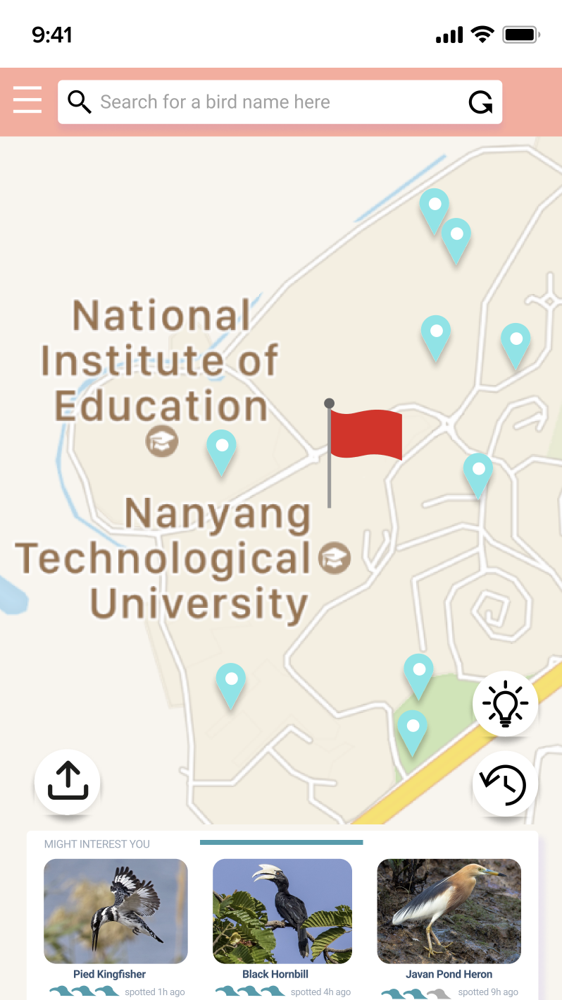 9:41
Search for a bird name here
National
Institute of
Education
Nanyang
Technological
University
MIGHT INTEREST YOU
Pied Kingfisher
Black Hornbill
Javan Pond Heron
spotted 1h ago
spotted 4h ago
spotted 9h ago